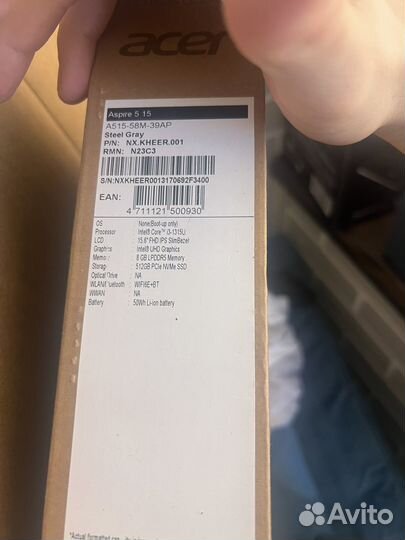 acer
Aspire 5 15
A515-58M-39AP
Steel Gray
P/N: NX.KHEER.001
RMN: N23C3
S/N:NXKHEER0013170692F3400
EAN:
4 711121 500930
OS : None(Boot-up only)
Processor : Intel® Core™ i3-1315U
LCD : 15.6" FHD IPS SlimBezel
Graphics : Intel® UHD Graphics
Memory : 8 GB LPDDR5 Memory
Storage : 512GB PCIe NVMe SSD
Optical Drive : NA
WLAN/Bluetooth : WIFI6E+BT
WWAN : NA
Battery : 50Wh Li-ion battery
*Actual formatted cap
Avito